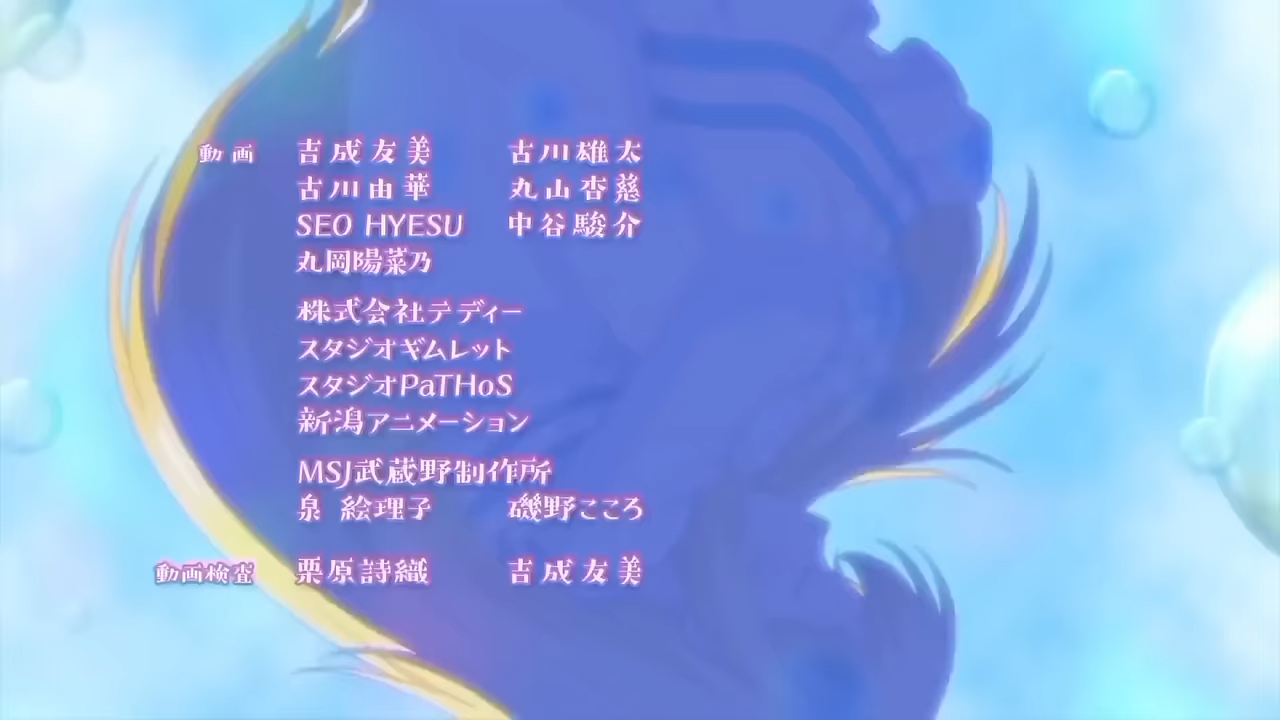 動画 吉成友美 古川雄太
古川由華 丸山杏慈
SEO HYESU 中谷駿介
丸岡陽菜乃
株式会社テディー
スタジオギムレット
スタジオPaTHoS
新潟アニメーション
MSJ武蔵野制作所
泉 絵理子 磯野こころ
動画検査 栗原詩織 吉成友美